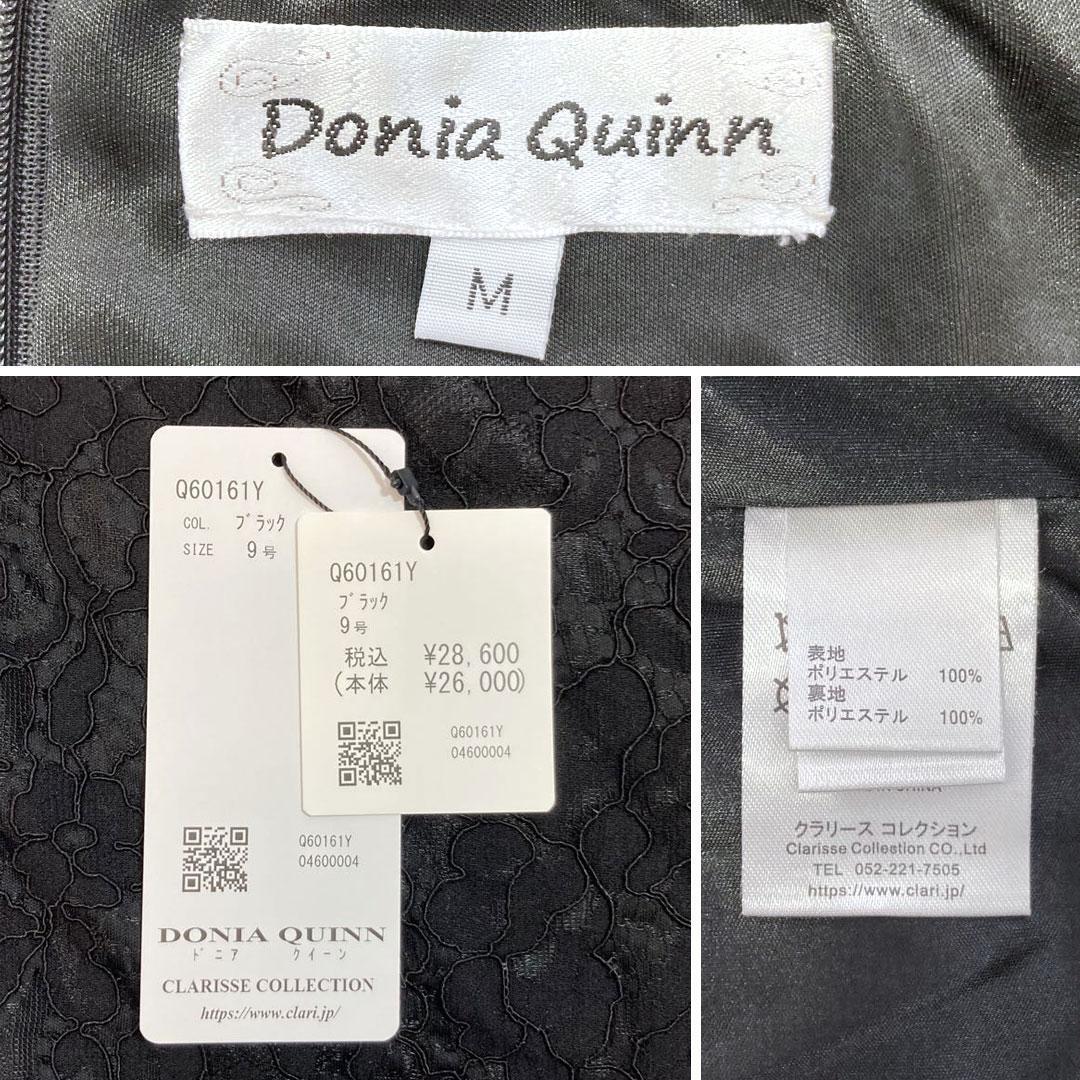 Donia Quinn
M
Q60161Y
COL. ブラック
SIZE 9号
Q60161Y
ブラック
9号
税込 ¥28,600
(本体 ¥26,000)
Q60161Y
04600004
Q60161Y
04600004
DONIA QUINN
ドニア クイーン
CLARISSE COLLECTION
https://www.clari.jp/
表地
ポリエステル 100%
裏地
ポリエステル 100%
CHINA
クラリース コレクション
Clarisse Collection CO.,Ltd
TEL 052-221-7505
https://www.clari.jp/